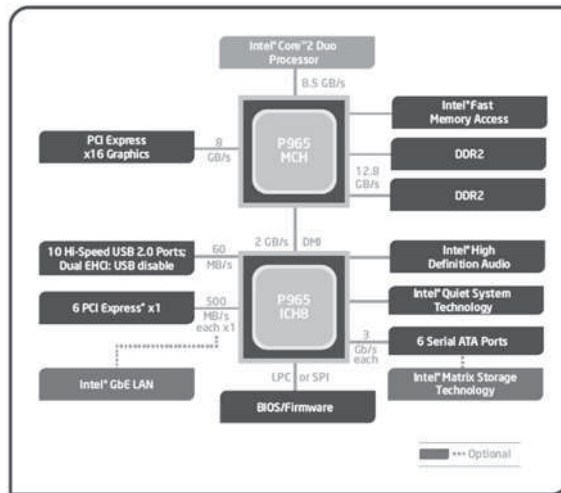 Intel® Core™2 Duo
Processor
8.5 GB/s
P965
MCH
Intel® Fast
Memory Access
PCI Express
x16 Graphics
8
GB/s
DDR2
12.8
GB/s
DDR2
2 GB/s
DMI
10 Hi-Speed USB 2.0 Ports;
Dual EHCI; USB disable
60
MB/s
Intel® High
Definition Audio
P965
ICH8
6 PCI Express® x1
500
MB/s
each x1
Intel® Quiet System
Technology
3
Gb/s
each
6 Serial ATA Ports
Intel® GbE LAN
LPC or SPI
Intel® Matrix Storage
Technology
BIOS/Firmware
Optional